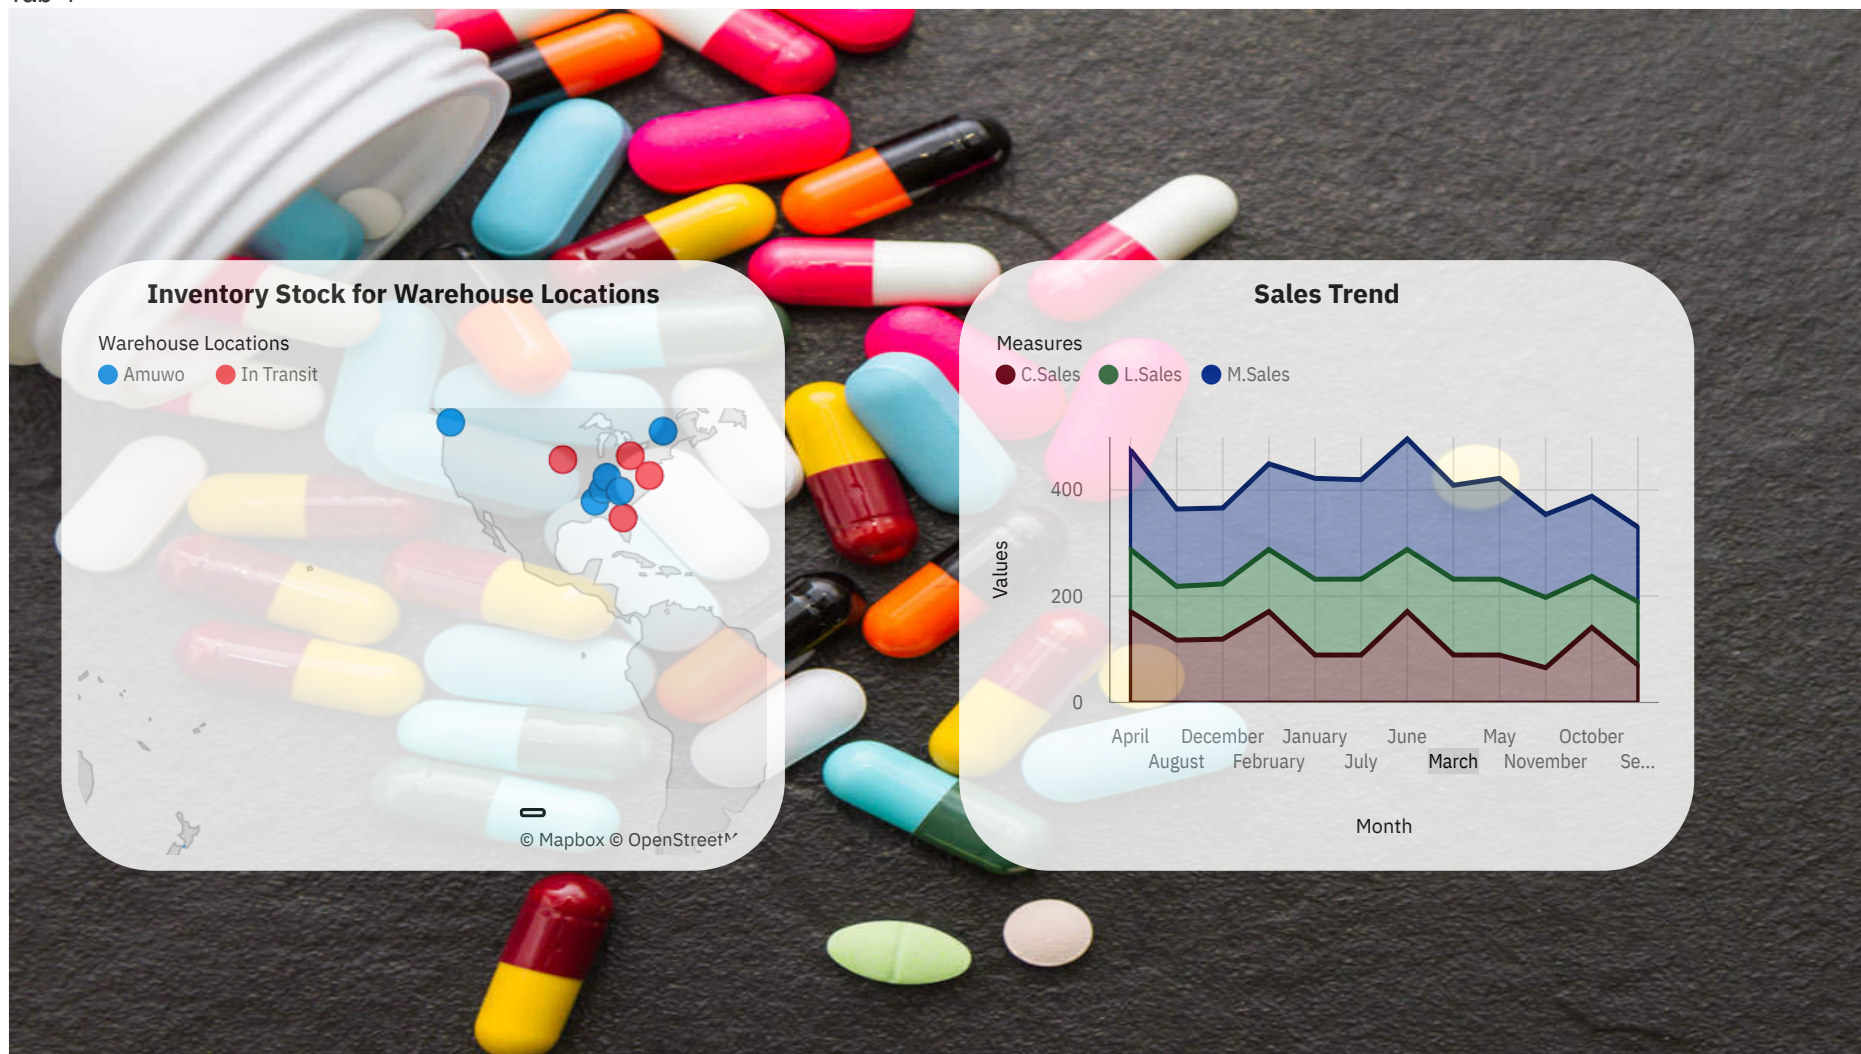 Inventory Stock for Warehouse Locations
Warehouse Locations
Amuwo In Transit
© Mapbox © OpenStreetM
Sales Trend
Measures
C.Sales L.Sales M.Sales
Values
400
200
0
April December January June May October
August February July March November Se...
Month